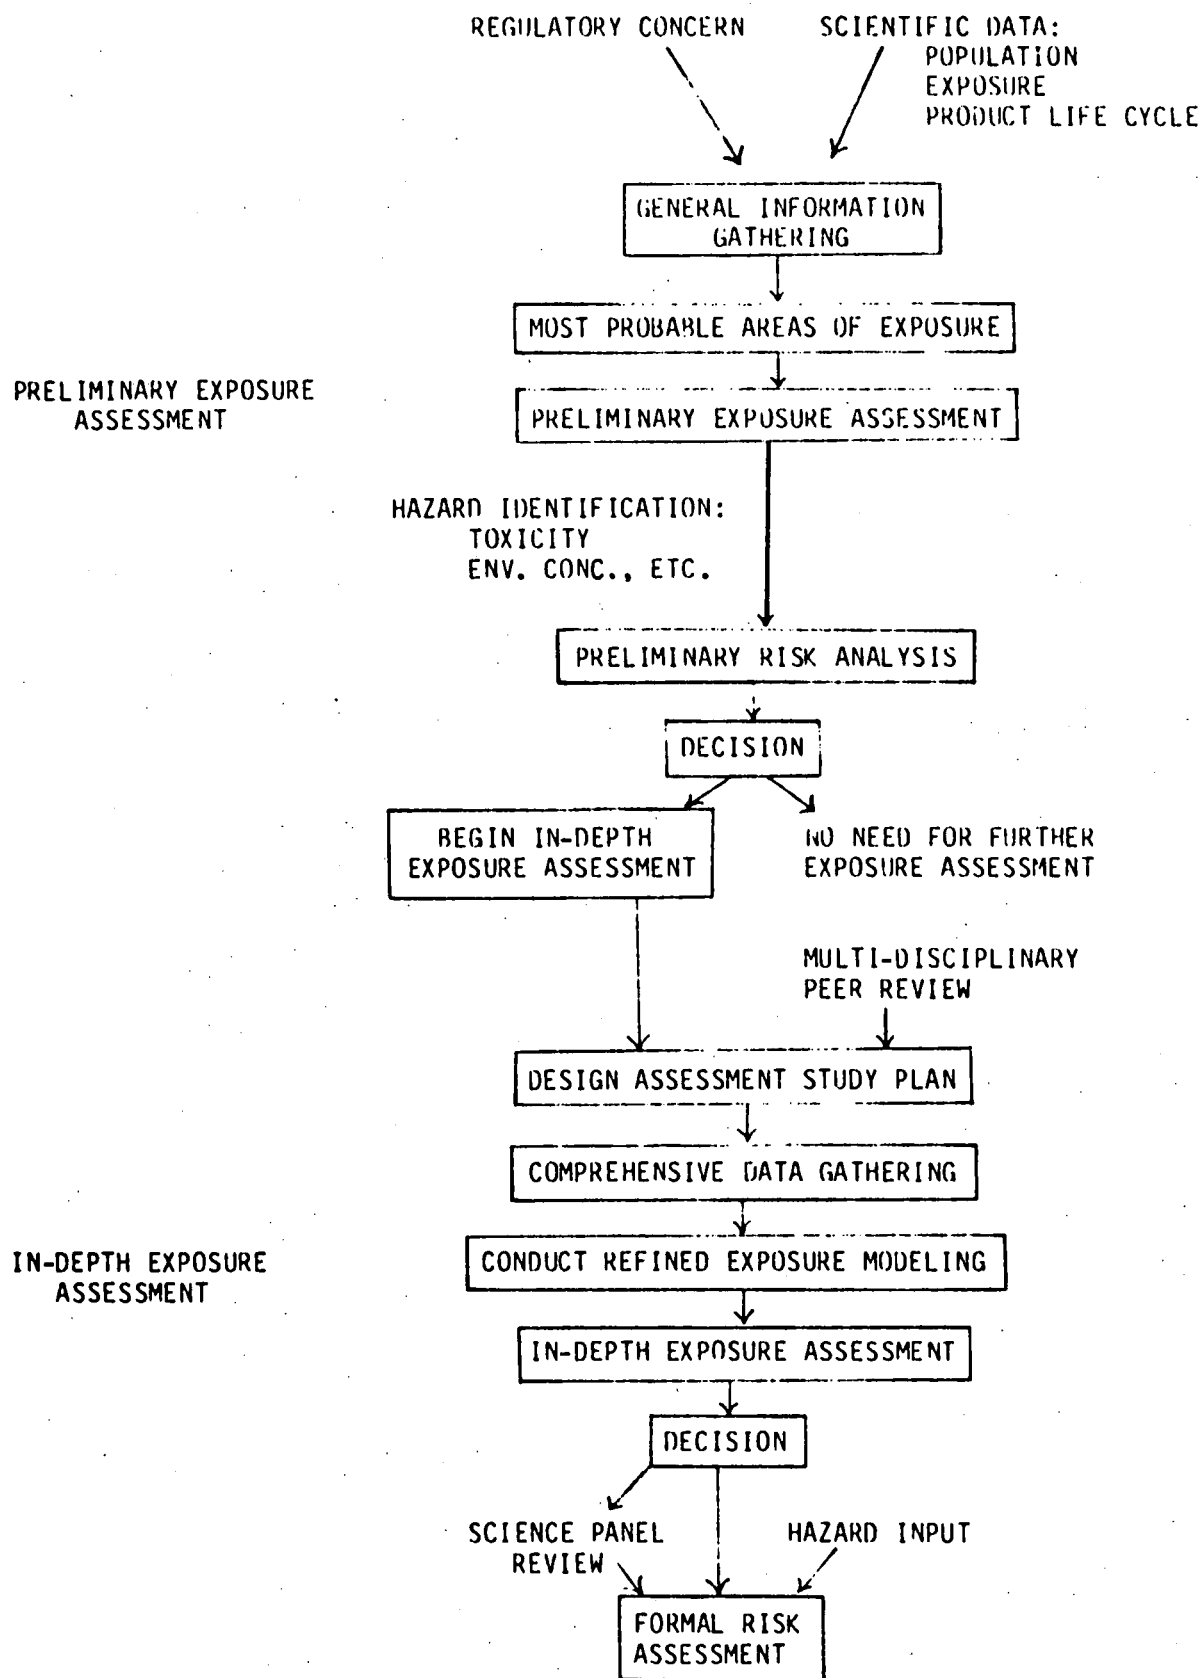 REGULATORY CONCERN
SCIENTIFIC DATA:
POPULATION
EXPOSURE
PRODUCT LIFE CYCLE
GENERAL INFORMATION
GATHERING
MOST PROBABLE AREAS OF EXPOSURE
PRELIMINARY EXPOSURE
ASSESSMENT
PRELIMINARY EXPOSURE ASSESSMENT
HAZARD IDENTIFICATION:
TOXICITY
ENV. CONC., ETC.
PRELIMINARY RISK ANALYSIS
DECISION
BEGIN IN-DEPTH
EXPOSURE ASSESSMENT
NO NEED FOR FURTHER
EXPOSURE ASSESSMENT
MULTI-DISCIPLINARY
PEER REVIEW
DESIGN ASSESSMENT STUDY PLAN
COMPREHENSIVE DATA GATHERING
IN-DEPTH EXPOSURE
ASSESSMENT
CONDUCT REFINED EXPOSURE MODELING
IN-DEPTH EXPOSURE ASSESSMENT
DECISION
SCIENCE PANEL
REVIEW
HAZARD INPUT
FORMAL RISK
ASSESSMENT